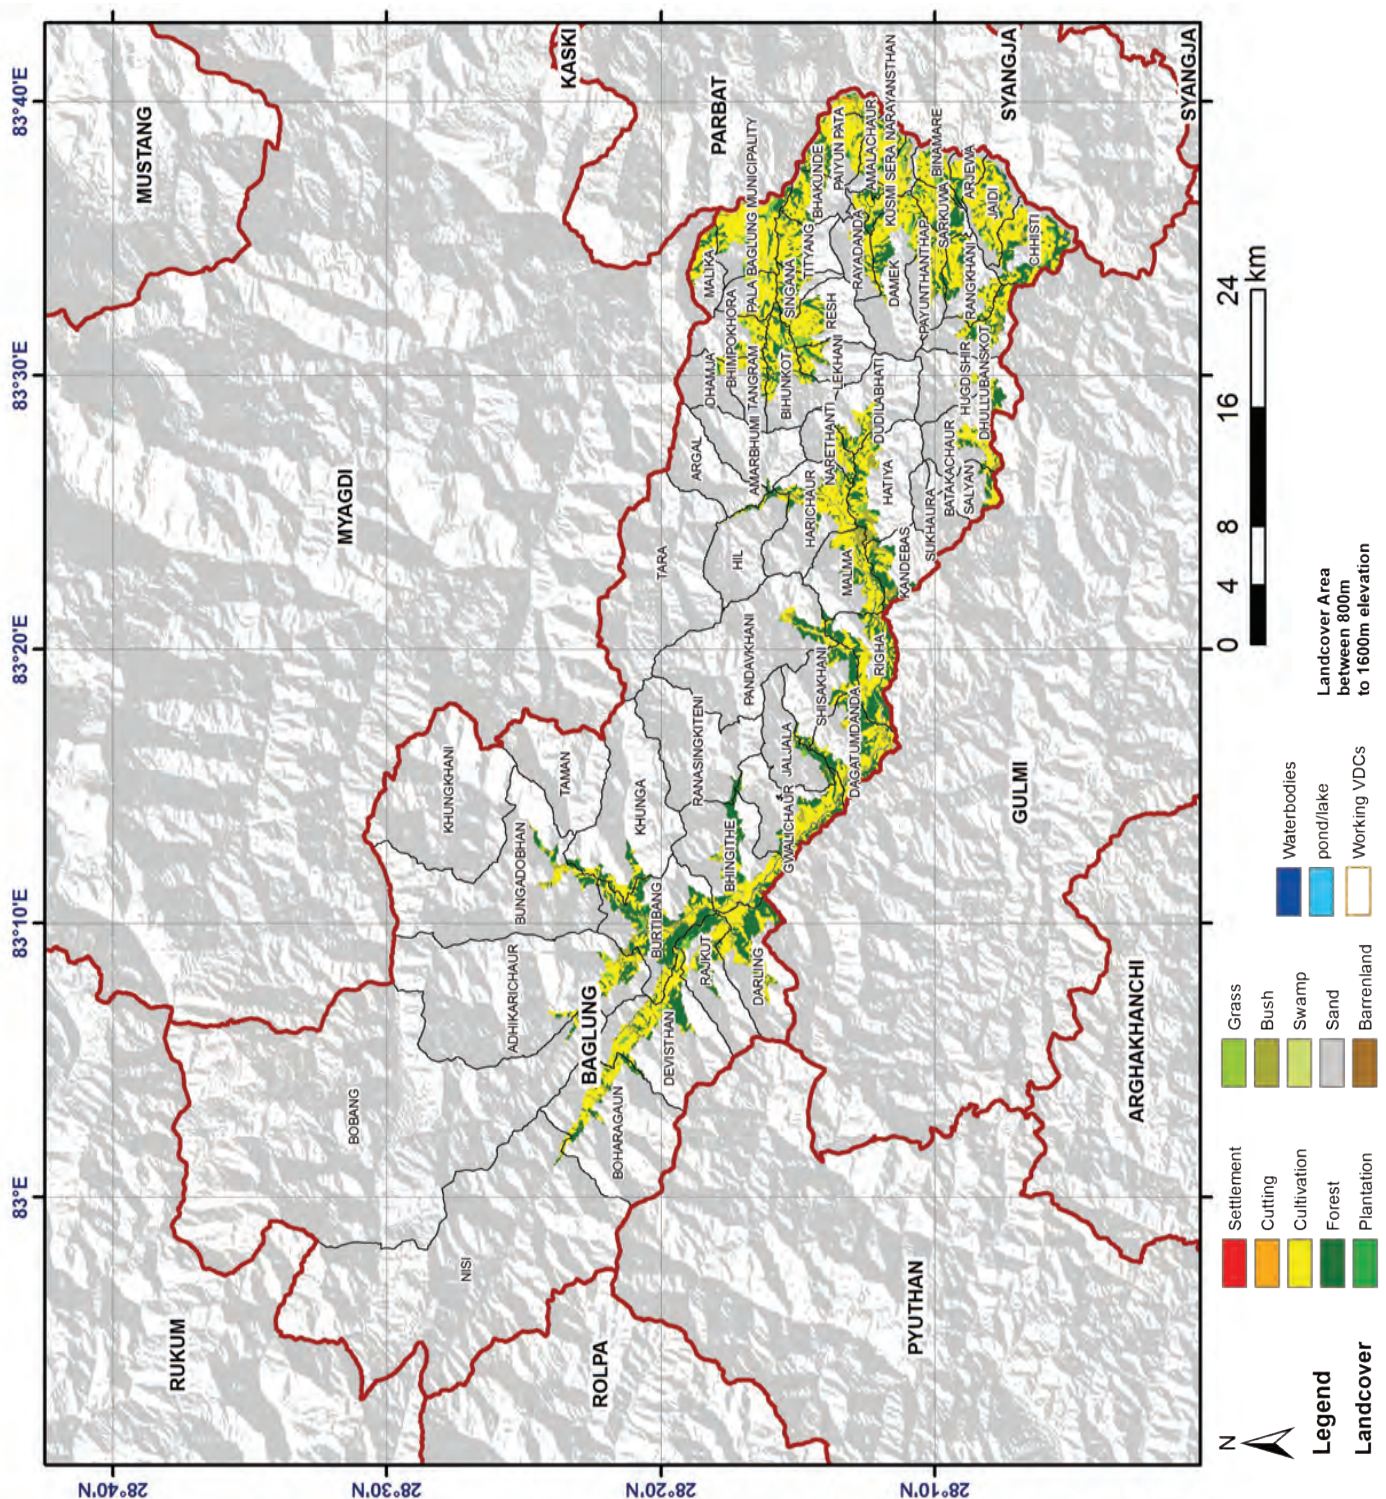 83°E
83°10'E
83°20'E
83°30'E
83°40'E
28°40'N
28°30'N
28°20'N
28°10'N
MUSTANG
RUKUM
MYAGDI
KASKI
PARBAT
ROLPA
BAGLUNG
PYUTHAN
GULMI
ARGHAKHANCHI
SYANGJA
SYANGJA
BOBANG
NISI
KHUNGKHANI
ADHIKARICHAUR
BUNGADOBHAN
TAMAN
KHUNGA
BOHARAGAUN
DEVISTHAN
BURTIBANG
RAJKUT
DARLING
BHINGITHE
RANASINGKITENI
PANDAVKHANI
GWALICHAUR
JALJALA
SHISAKHANI
DAGATUMDANDA
RIGHA
TARA
HIL
ARGAL
AMARBHUMI
TANGRAM
DHAMJA
BHIMPOKHORA
MALIKA
PALA
BAGLUNG MUNICIPALITY
BIHUNKOT
SINGANA
TITYANG
BHAKUNDE
PAIYUN PATA
HARICHAUR
NARETHANTI
LEKHANI
RESH
RAYADANDA
AMALACHAUR
MALMA
HATIYA
DUDILABHATI
DAMEK
KUSMI SERA
NARAYANSTHAN
KANDEBAS
SUKHAURA
BATAKACHAUR
SALYAN
HUGDISHIR
DHULLUBANSKOT
RANGKHANI
PAYUNTHANTHAP
SARKUWA
BINAMARE
ARJEWA
JAIDI
CHHISTI
N
Legend
Landcover
Settlement
Cutting
Cultivation
Forest
Plantation
Grass
Bush
Swamp
Sand
Barrenland
Waterbodies
pond/lake
Working VDCs
Landcover Area
between 800m
to 1600m elevation
0 4 8 16 24
km